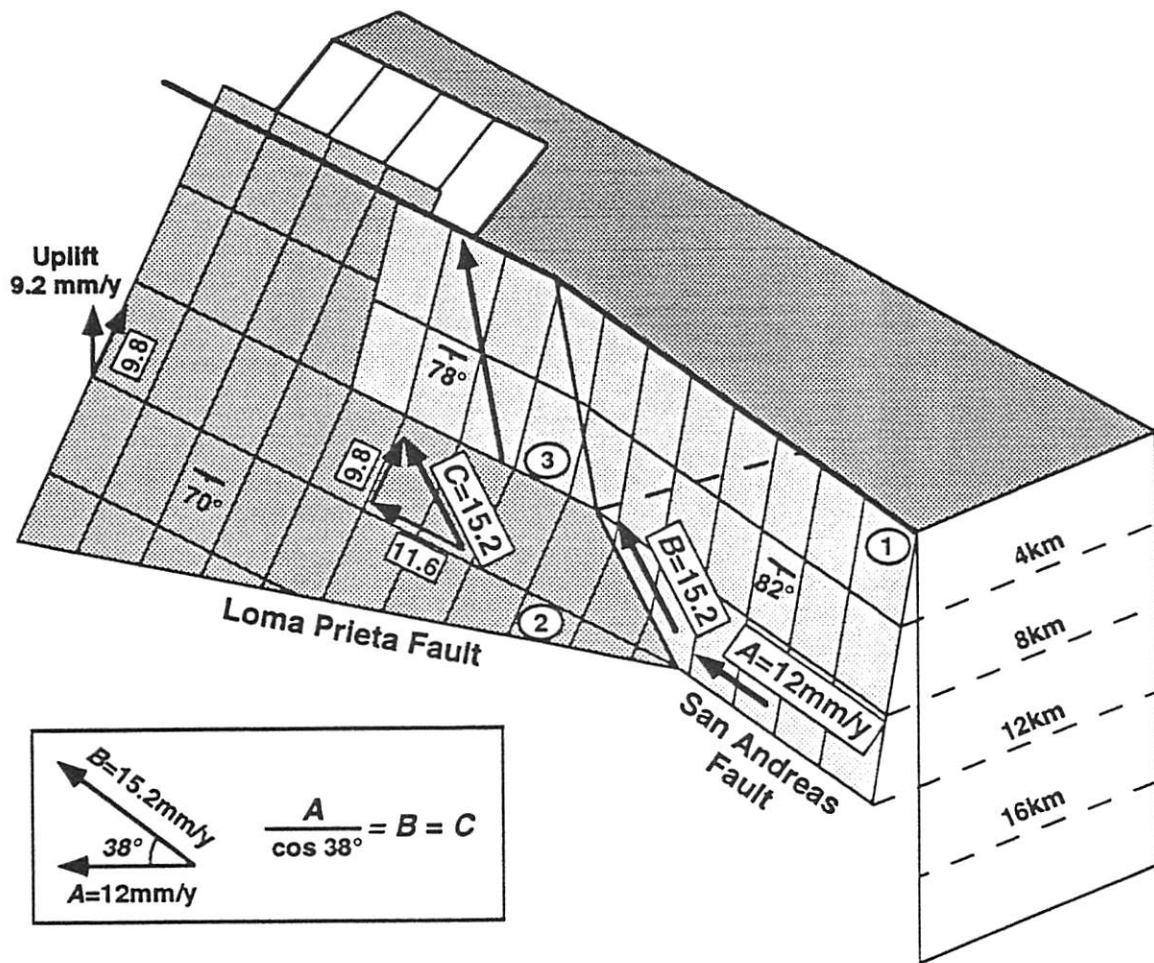 Uplift
9.2 mm/y
9.8
78°
70°
9.8
C=15.2
11.6
3
2
1
B=15.2
82°
A=12mm/y
Loma Prieta Fault
San Andreas
Fault
4km
8km
12km
16km
B=15.2mm/y
38°
A=12mm/y
A
cos 38°
= B = C